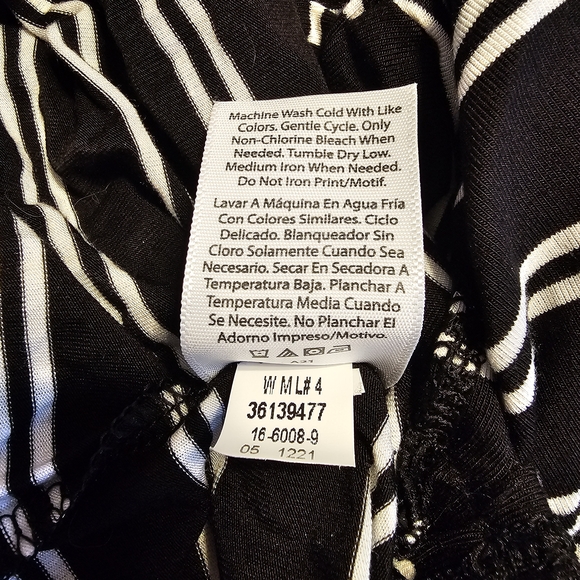 Machine Wash Cold With Like
Colors. Gentle Cycle. Only
Non-Chlorine Bleach When
Needed. Tumble Dry Low.
Medium Iron When Needed.
Do Not Iron Print/Motif.
Lavar A Máquina En Agua Fría
Con Colores Similares. Ciclo
Delicado. Blanqueador Sin
Cloro Solamente Cuando Sea
Necesario. Secar En Secadora A
Temperatura Baja. Planchar A
Temperatura Media Cuando
Se Necesite. No Planchar El
Adorno Impreso/Motivo.
W M L# 4
36139477
16-6008-9
05 1221